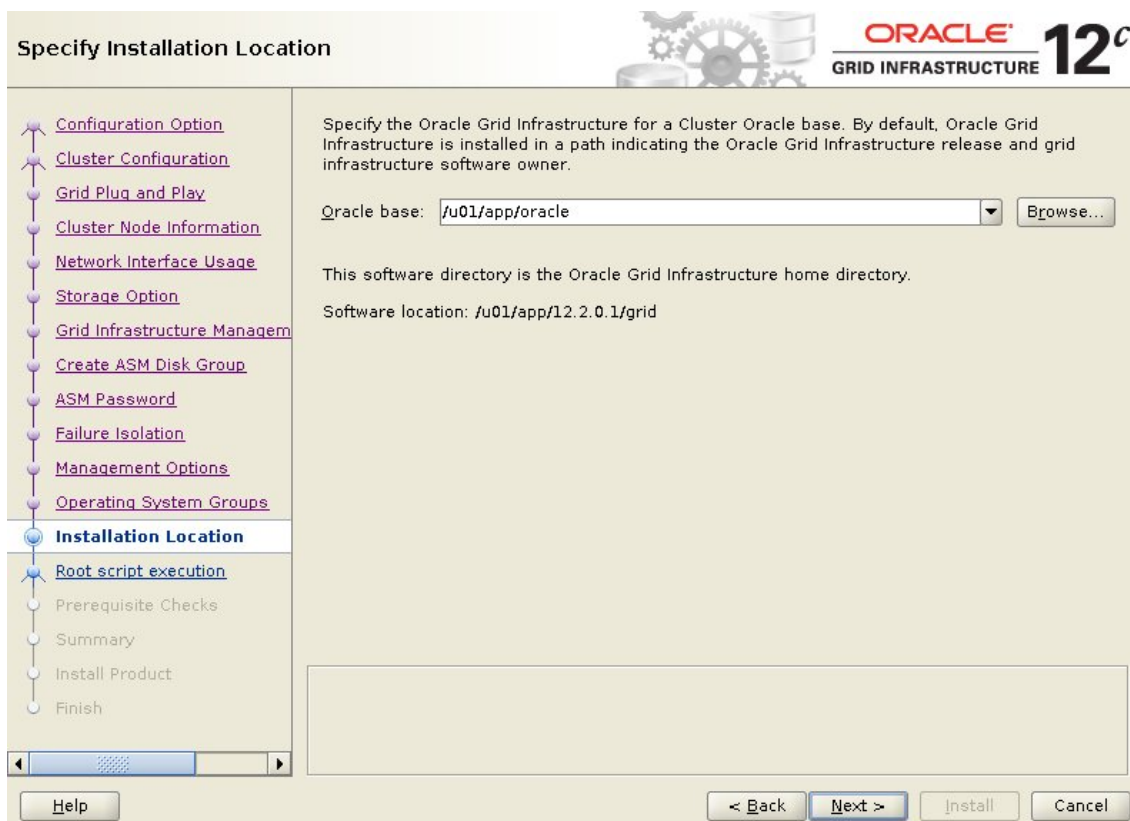 Specify Installation Location
ORACLE
GRID INFRASTRUCTURE
12c
Configuration Option
Cluster Configuration
Grid Plug and Play
Cluster Node Information
Network Interface Usage
Storage Option
Grid Infrastructure Managem
Create ASM Disk Group
ASM Password
Failure Isolation
Management Options
Operating System Groups
Installation Location
Root script execution
Prerequisite Checks
Summary
Install Product
Finish
Specify the Oracle Grid Infrastructure for a Cluster Oracle base. By default, Oracle Grid
Infrastructure is installed in a path indicating the Oracle Grid Infrastructure release and grid
infrastructure software owner.
Oracle base: /u01/app/oracle Browse...
This software directory is the Oracle Grid Infrastructure home directory.
Software location: /u01/app/12.2.0.1/grid
Help < Back Next > Install Cancel